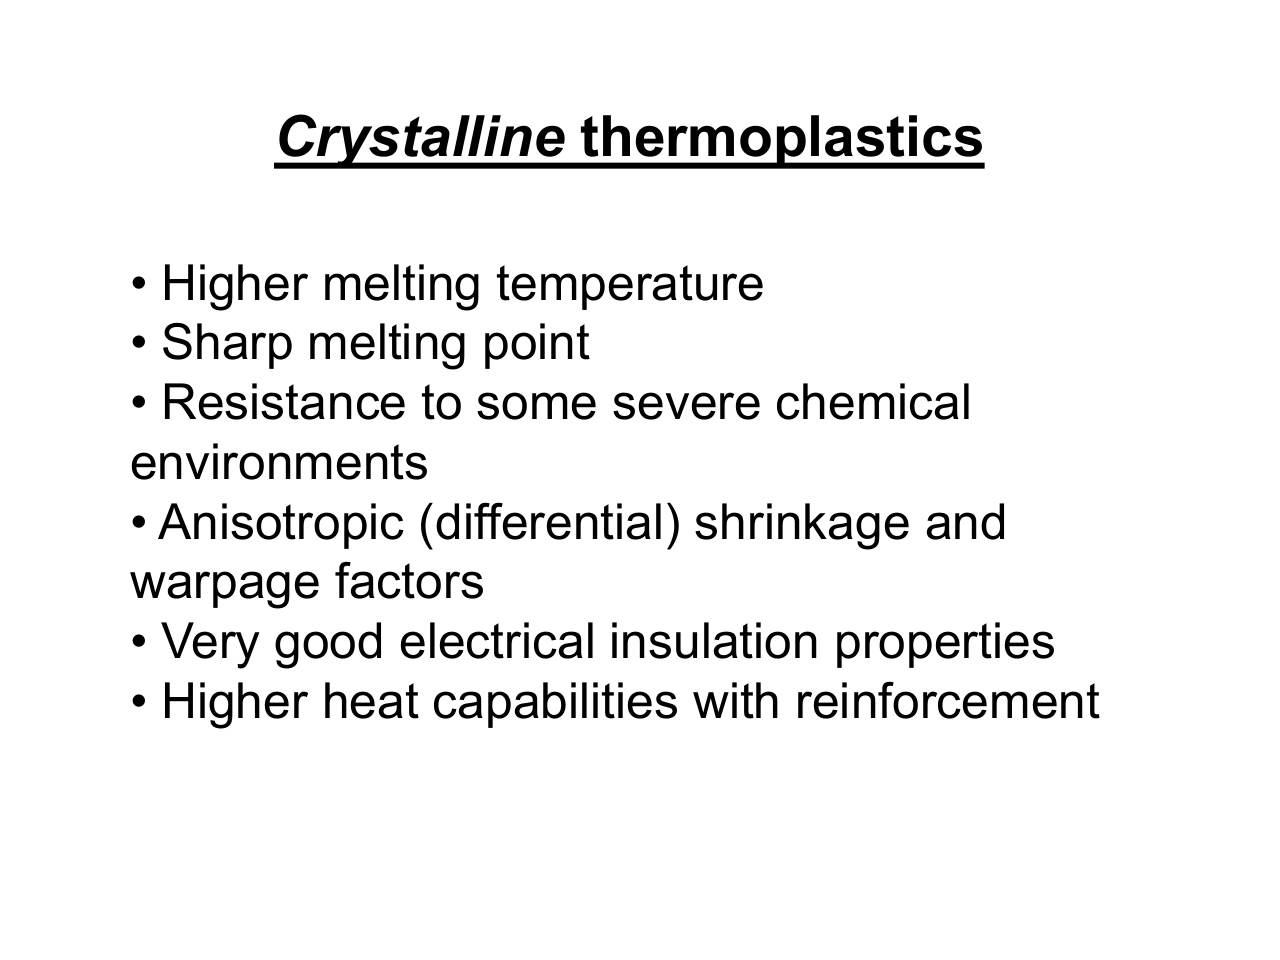 Crystalline thermoplastics
• Higher melting temperature
• Sharp melting point
• Resistance to some severe chemical
environments
• Anisotropic (differential) shrinkage and
warpage factors
• Very good electrical insulation properties
• Higher heat capabilities with reinforcement